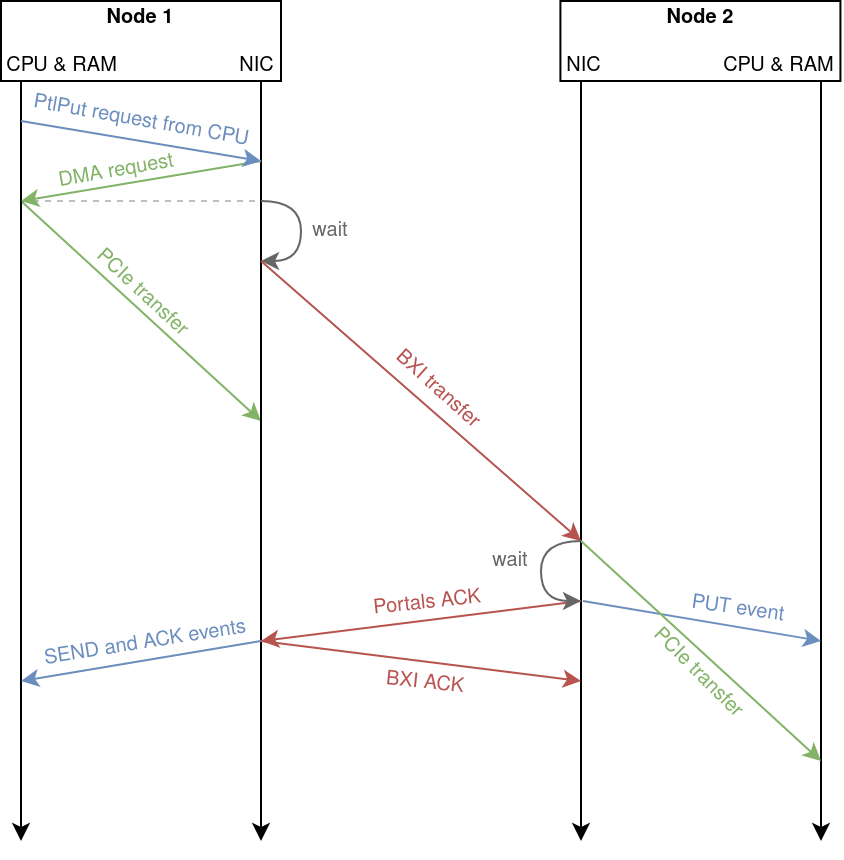 Node 1
Node 2
CPU & RAM
NIC
NIC
CPU & RAM
PtlPut request from CPU
DMA request
wait
PCIe transfer
BXI transfer
wait
Portals ACK
PUT event
SEND and ACK events
PCIe transfer
BXI ACK